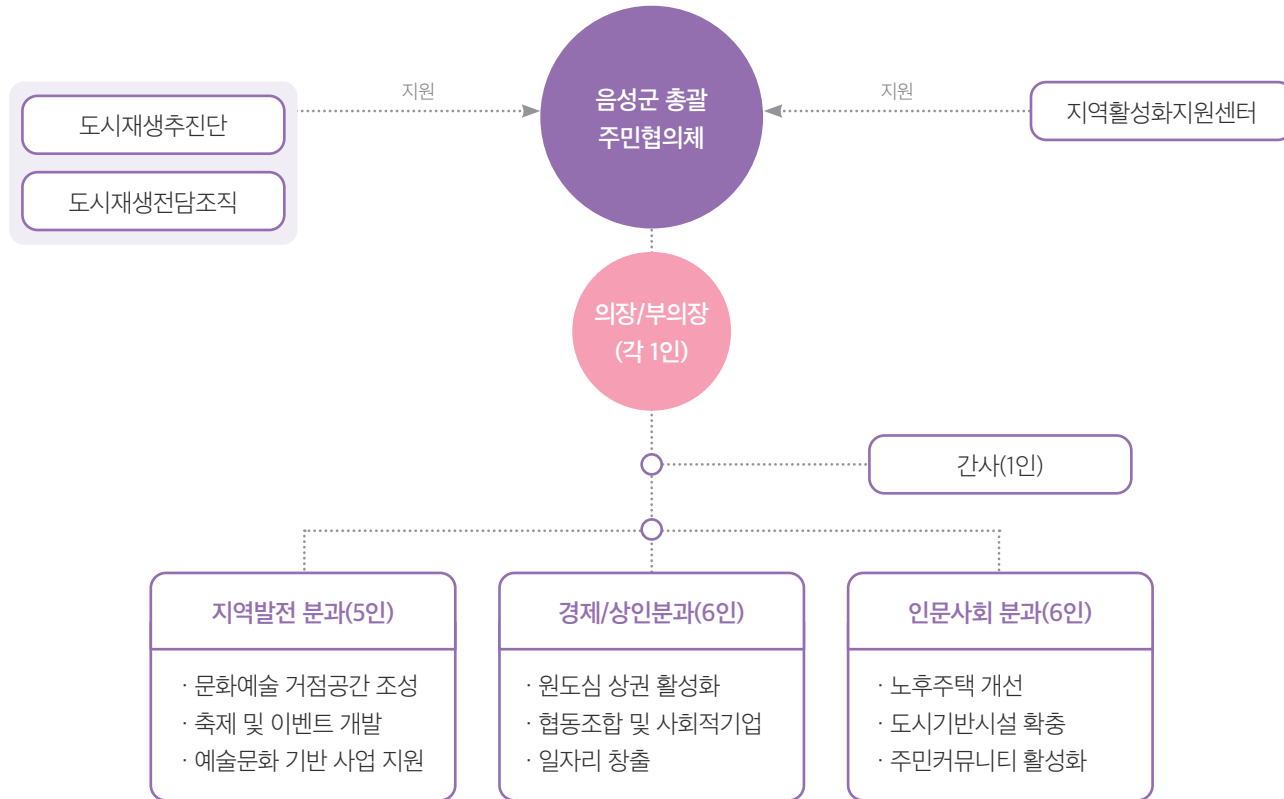 지원
음성군 총괄
주민협의체
지원
도시재생추진단
도시재생전담조직
지역활성화지원센터
의장/부의장
(각 1인)
간사(1인)
지역발전 분과(5인)
· 문화예술 거점공간 조성
· 축제 및 이벤트 개발
· 예술문화 기반 사업 지원
경제/상인분과(6인)
· 원도심 상권 활성화
· 협동조합 및 사회적기업
· 일자리 창출
인문사회 분과(6인)
· 노후주택 개선
· 도시기반시설 확충
· 주민커뮤니티 활성화